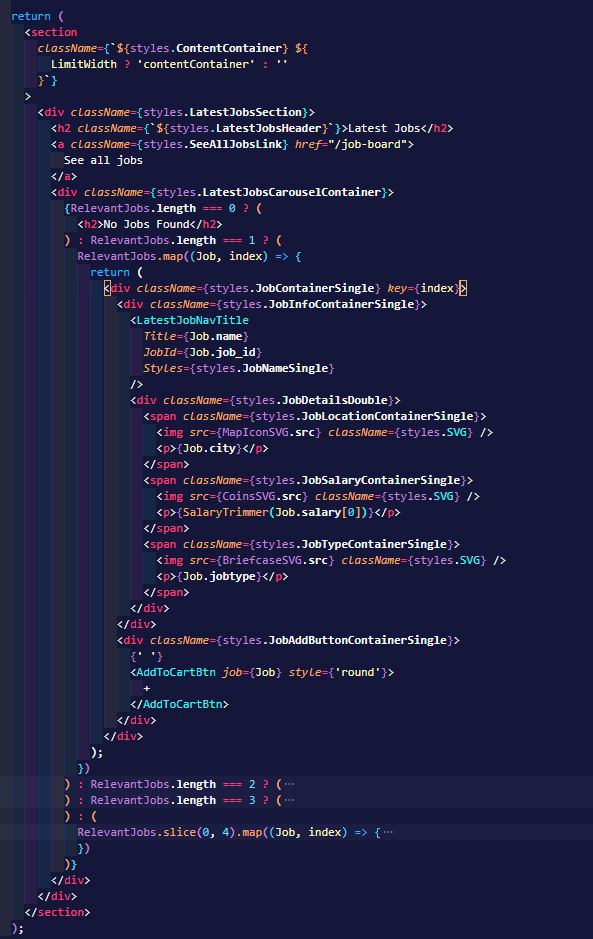 return (
  <section
    className={`${styles.ContentContainer} ${
      LimitWidth ? 'contentContainer' : ''
    }`}
  >
    <div className={styles.LatestJobsSection}>
      <h2 className={`${styles.LatestJobsHeader}`}>Latest Jobs</h2>
      <a className={styles.SeeAllJobsLink} href="/job-board">
        See all jobs
      </a>
      <div className={styles.LatestJobsCarouselContainer}>
        {RelevantJobs.length === 0 ? (
          <h2>No Jobs Found</h2>
        ) : RelevantJobs.length === 1 ? (
          RelevantJobs.map((Job, index) => {
            return (
              <div className={styles.JobContainerSingle} key={index}>
                <div className={styles.JobInfoContainerSingle}>
                  <LatestJobNavTitle
                    Title={Job.name}
                    JobId={Job.job_id}
                    Styles={styles.JobNameSingle}
                  />
                  <div className={styles.JobDetailsDouble}>
                    <span className={styles.JobLocationContainerSingle}>
                      <img src={MapIconSVG.src} className={styles.SVG} />
                      <p>{Job.city}</p>
                    </span>
                    <span className={styles.JobSalaryContainerSingle}>
                      <img src={CoinsSVG.src} className={styles.SVG} />
                      <p>{SalaryTrimmer(Job.salary[0])}</p>
                    </span>
                    <span className={styles.JobTypeContainerSingle}>
                      <img src={BriefcaseSVG.src} className={styles.SVG} />
                      <p>{Job.jobtype}</p>
                    </span>
                  </div>
                </div>
                <div className={styles.JobAddButtonContainerSingle}>
                  {' '}
                  <AddToCartBtn job={Job} style={'round'}>
                    +
                  </AddToCartBtn>
                </div>
              </div>
            );
          })
        ) : RelevantJobs.length === 2 ? (···
        ) : RelevantJobs.length === 3 ? (···
        ) : (
          RelevantJobs.slice(0, 4).map((Job, index) => {···
          })
        )}
      </div>
    </div>
  </section>
);